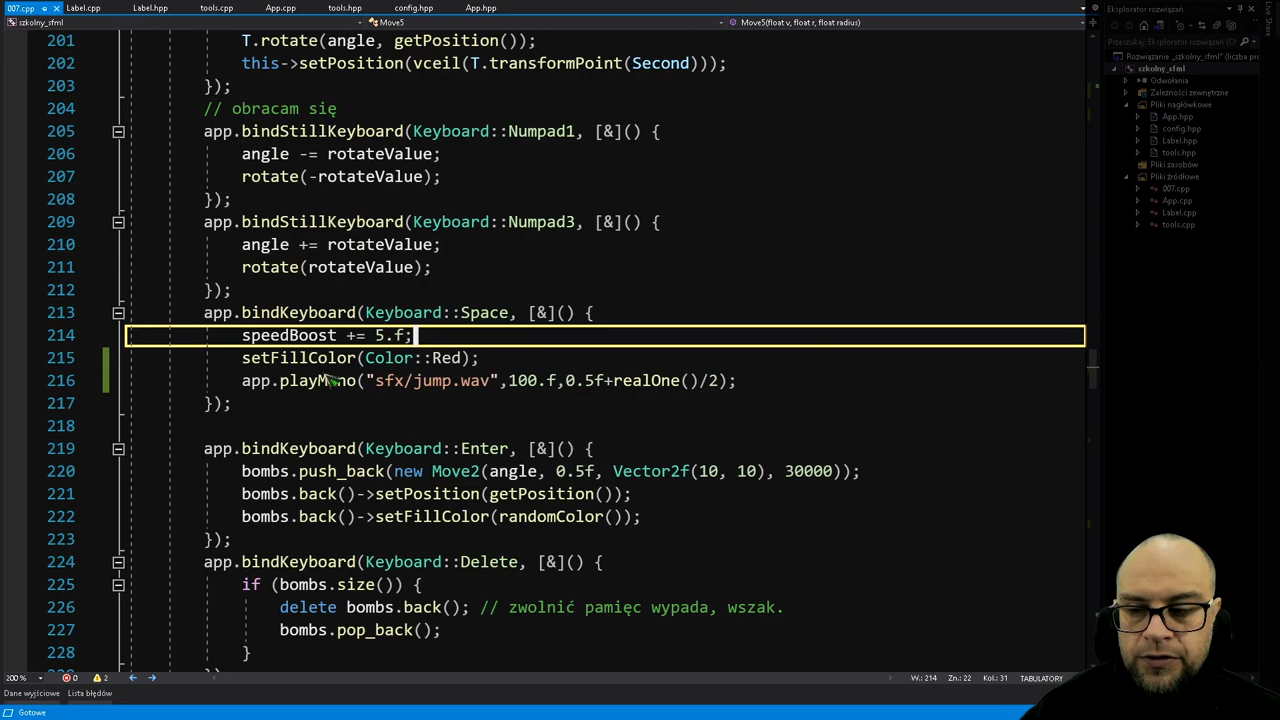 007.cpp
Label.cpp
Label.hpp
tools.cpp
App.cpp
tools.hpp
config.hpp
App.hpp
Eksplorator rozwiązań
szkolny_sfml
Move5
Move5(float v, float r, float radius)
Live Share
Przeszukaj: Eksplorator rozwiązań (Ct
Rozwiązanie „szkolny_sfml" (liczba pr
szkolny_sfml
Odwołania
Zależności zewnętrzne
Pliki nagłówkowe
App.hpp
config.hpp
Label.hpp
tools.hpp
Pliki zasobów
Pliki źródłowe
007.cpp
App.cpp
Label.cpp
tools.cpp
201 T.rotate(angle, getPosition());
202 this->setPosition(vceil(T.transformPoint(Second)));
203 });
204 // obracam się
205 app.bindStillKeyboard(Keyboard::Numpad1, [&]() {
206 angle -= rotateValue;
207 rotate(-rotateValue);
208 });
209 app.bindStillKeyboard(Keyboard::Numpad3, [&]() {
210 angle += rotateValue;
211 rotate(rotateValue);
212 });
213 app.bindKeyboard(Keyboard::Space, [&]() {
214 speedBoost += 5.f;
215 setFillColor(Color::Red);
216 app.playMono("sfx/jump.wav",100.f,0.5f+realOne()/2);
217 });
218
219 app.bindKeyboard(Keyboard::Enter, [&]() {
220 bombs.push_back(new Move2(angle, 0.5f, Vector2f(10, 10), 30000));
221 bombs.back()->setPosition(getPosition());
222 bombs.back()->setFillColor(randomColor());
223 });
224 app.bindKeyboard(Keyboard::Delete, [&]() {
225 if (bombs.size()) {
226 delete bombs.back(); // zwolnić pamięc wypada, wszak.
227 bombs.pop_back();
228 }
200 %
0
2
W.: 214
Zn.: 22
Kol.: 31
TABULATORY
Dane wyjściowe
Lista błędów
Gotowe